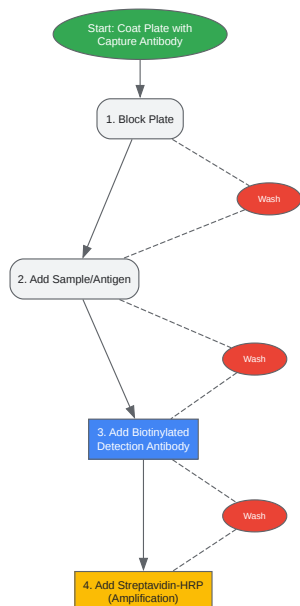 Start: Coat Plate with
Capture Antibody
1. Block Plate
Wash
2. Add Sample/Antigen
Wash
3. Add Biotinylated
Detection Antibody
Wash
4. Add Streptavidin-HRP
(Amplification)